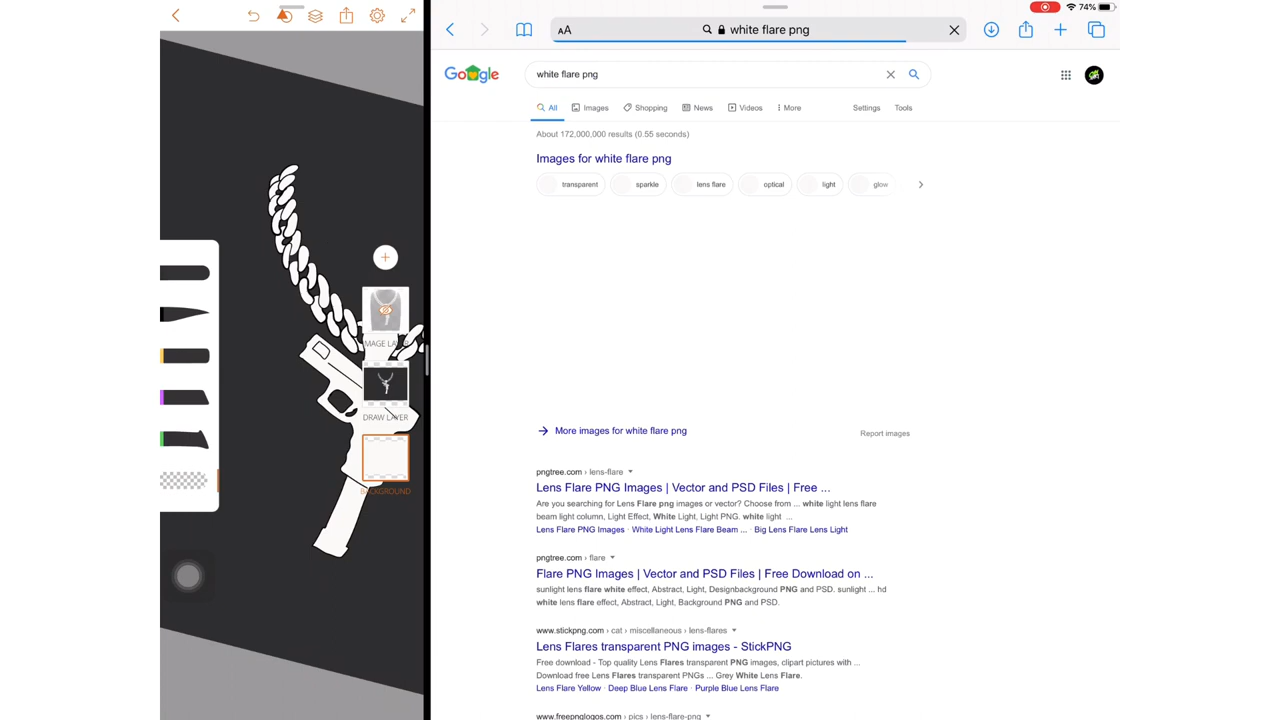 MAGE LAY
DRAW LAYER
BACKGROUND
74%
AA
white flare png
Google
white flare png
All
Images
Shopping
News
Videos
More
Settings
Tools
About 172,000,000 results (0.55 seconds)
Images for white flare png
transparent
sparkle
lens flare
optical
light
glow
More images for white flare png
Report images
pngtree.com › lens-flare
Lens Flare PNG Images | Vector and PSD Files | Free ...
Are you searching for Lens Flare png images or vector? Choose from ... white light lens flare
beam light column, Light Effect, White Light, Light PNG. white light ...
Lens Flare PNG Images · White Light Lens Flare Beam ... · Big Lens Flare Lens Light
pngtree.com › flare
Flare PNG Images | Vector and PSD Files | Free Download on ...
sunlight lens flare white effect, Abstract, Light, Designbackground PNG and PSD. sunlight ... hd
white lens flare effect, Abstract, Light, Background PNG and PSD.
www.stickpng.com › cat › miscellaneous › lens-flares
Lens Flares transparent PNG images - StickPNG
Free download - Top quality Lens Flares transparent PNG images, clipart pictures with ...
Download free Lens Flares transparent PNGs ... Grey White Lens Flare.
Lens Flare Yellow · Deep Blue Lens Flare · Purple Blue Lens Flare
www.freepnglogos.com › pics › lens-flare-png